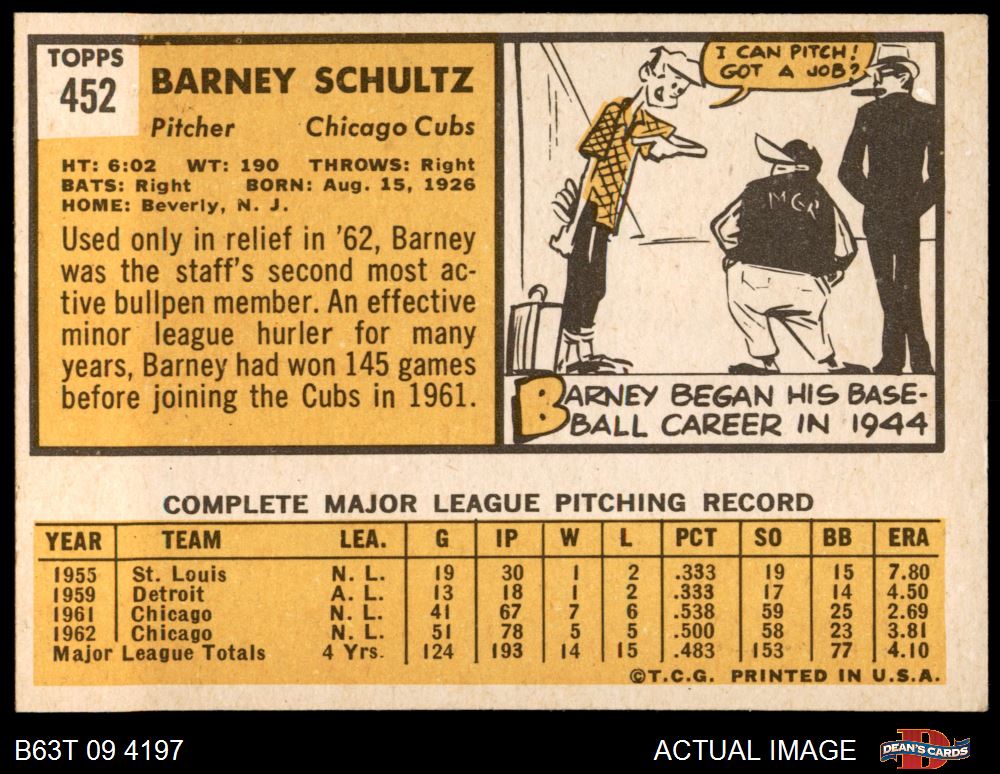 TOPPS
452
BARNEY SCHULTZ
Pitcher Chicago Cubs
HT: 6:02 WT: 190 THROWS: Right
BATS: Right BORN: Aug. 15, 1926
HOME: Beverly, N. J.
Used only in relief in '62, Barney
was the staff's second most ac-
tive bullpen member. An effective
minor league hurler for many
years, Barney had won 145 games
before joining the Cubs in 1961.
I CAN PITCH!
GOT A JOB?
MGR
BARNEY BEGAN HIS BASE-
BALL CAREER IN 1944
COMPLETE MAJOR LEAGUE PITCHING RECORD
YEAR TEAM LEA. G IP W L PCT SO BB ERA
1955 St. Louis N. L. 19 30 1 2 .333 19 15 7.80
1959 Detroit A. L. 13 18 1 2 .333 17 14 4.50
1961 Chicago N. L. 41 67 7 6 .538 59 25 2.69
1962 Chicago N. L. 51 78 5 5 .500 58 23 3.81
Major League Totals 4 Yrs. 124 193 14 15 .483 153 77 4.10
©T.C.G. PRINTED IN U.S.A.
B63T 09 4197 ACTUAL IMAGE DEAN'S CARDS